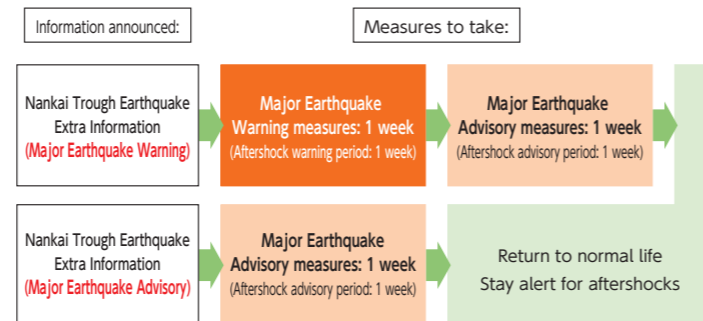 Information announced:
Measures to take:
Nankai Trough Earthquake
Extra Information
(Major Earthquake Warning)
Major Earthquake
Warning measures: 1 week
(Aftershock warning period: 1 week)
Major Earthquake
Advisory measures: 1 week
(Aftershock advisory period: 1 week)
Nankai Trough Earthquake
Extra Information
(Major Earthquake Advisory)
Major Earthquake
Advisory measures: 1 week
(Aftershock advisory period: 1 week)
Return to normal life
Stay alert for aftershocks